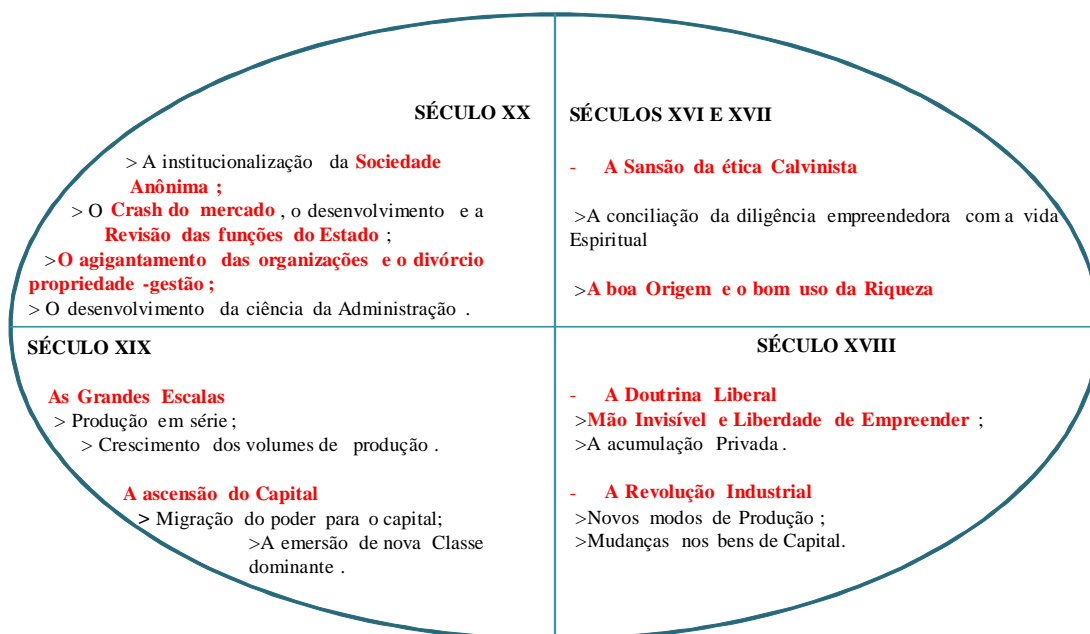 SÉCULO XX
> A institucionalização da Sociedade
Anônima ;
> O Crash do mercado , o desenvolvimento e a
Revisão das funções do Estado ;
>O agigantamento das organizações e o divórcio
propriedade -gestão ;
> O desenvolvimento da ciência da Administração .
SÉCULOS XVI E XVII
- A Sansão da ética Calvinista
>A conciliação da diligência empreendedora com a vida
Espiritual
>A boa Origem e o bom uso da Riqueza
SÉCULO XIX
As Grandes Escalas
> Produção em série ;
> Crescimento dos volumes de produção .
A ascensão do Capital
> Migração do poder para o capital;
>A emersão de nova Classe
dominante .
SÉCULO XVIII
- A Doutrina Liberal
>Mão Invisível e Liberdade de Empreender ;
>A acumulação Privada .
- A Revolução Industrial
>Novos modos de Produção ;
>Mudanças nos bens de Capital.